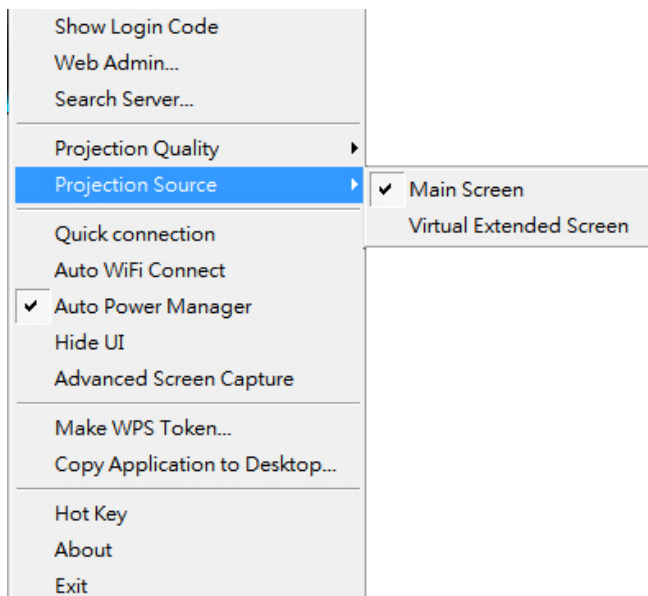 Show Login Code
Web Admin...
Search Server...
Projection Quality
Projection Source
Main Screen
Virtual Extended Screen
Quick connection
Auto WiFi Connect
Auto Power Manager
Hide UI
Advanced Screen Capture
Make WPS Token...
Copy Application to Desktop...
Hot Key
About
Exit